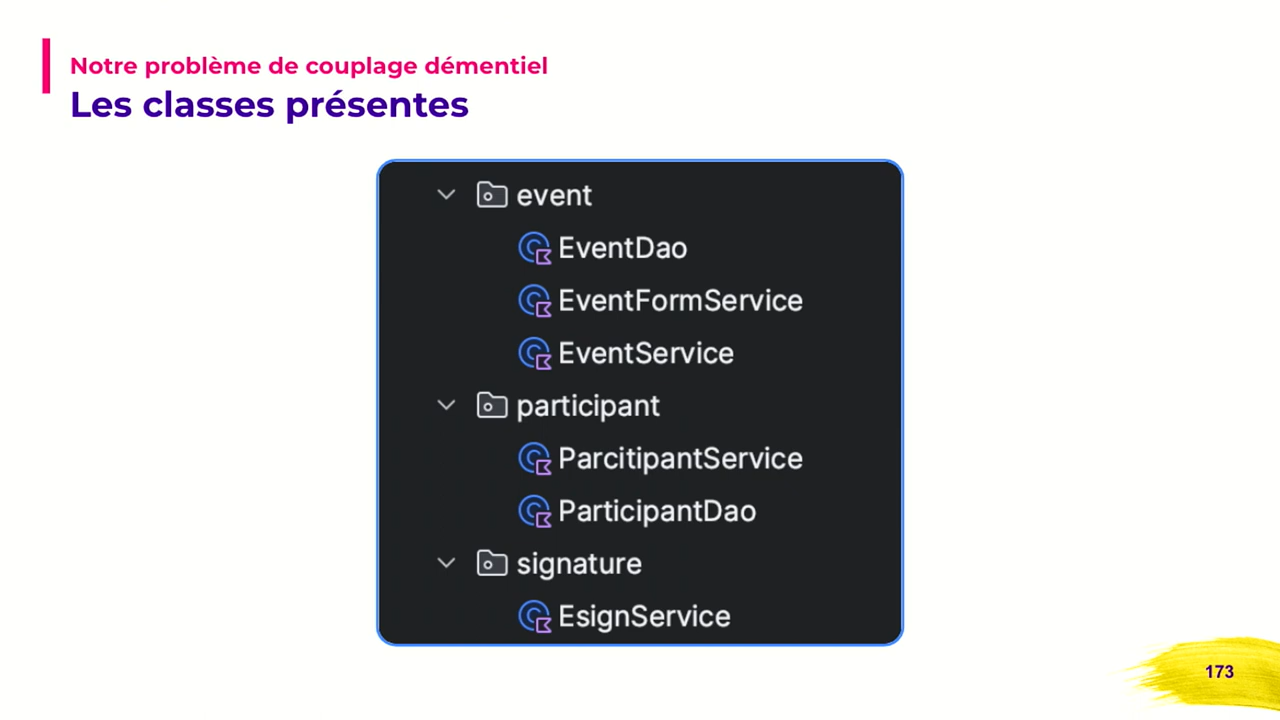 Notre problème de couplage démentiel
Les classes présentes
event
EventDao
EventFormService
EventService
participant
ParcitipantService
ParticipantDao
signature
EsignService
173